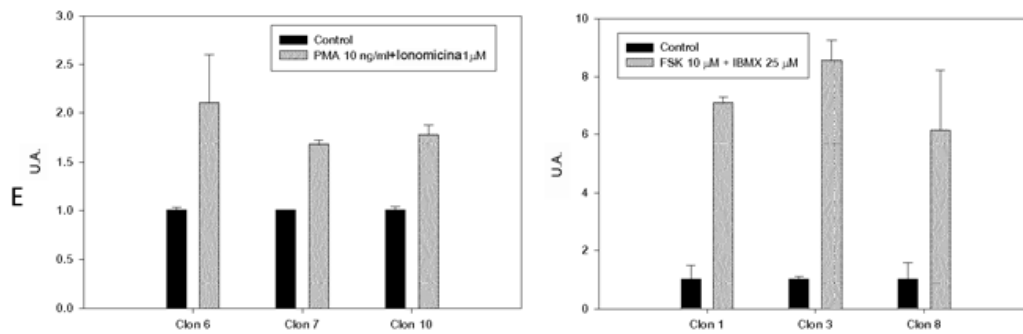 E
U.A.
3.0
2.5
2.0
1.5
1.0
0.5
0.0
Control
PMA 10 ng/ml+Ionomicina1μM
Clon 6
Clon 7
Clon 10
U.A.
10
8
6
4
2
0
Control
FSK 10 μM + IBMX 25 μM
Clon 1
Clon 3
Clon 8